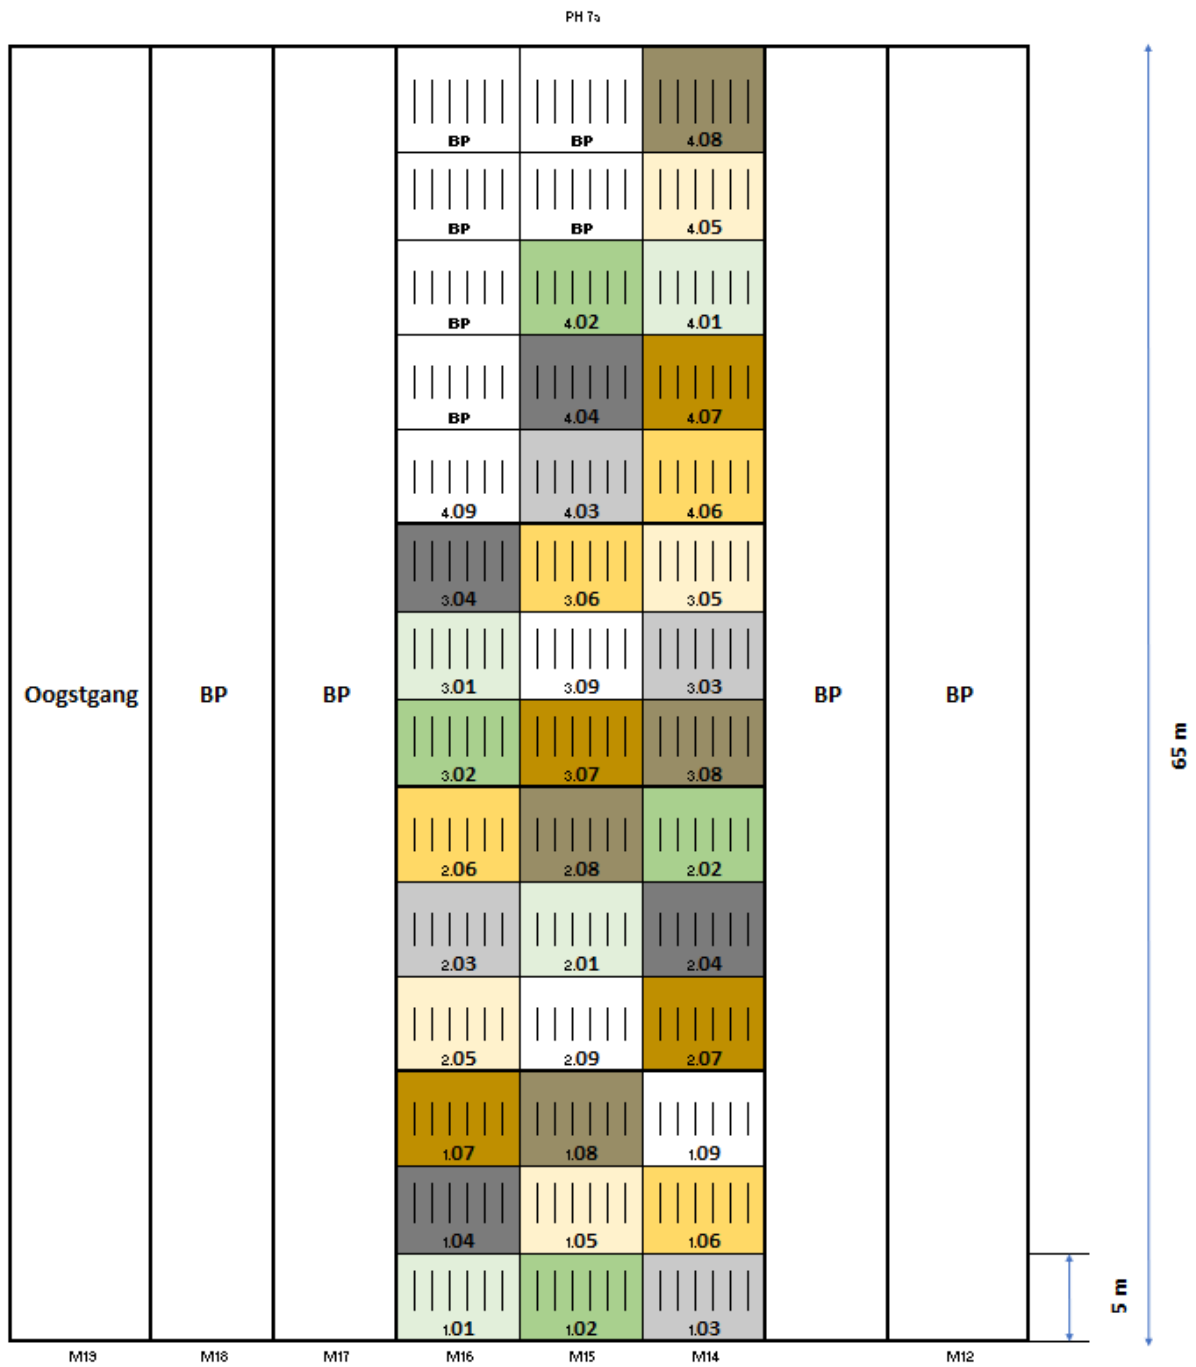 PH 7a
BP BP 4.08
BP BP 4.05
BP 4.02 4.01
BP 4.04 4.07
4.09 4.03 4.06
3.04 3.06 3.05
3.01 3.09 3.03
Oogstgang BP BP BP BP
65 m
3.02 3.07 3.08
2.06 2.08 2.02
2.03 2.01 2.04
2.05 2.09 2.07
1.07 1.08 1.09
1.04 1.05 1.06
5 m
1.01 1.02 1.03
M19 M18 M17 M16 M15 M14 M12